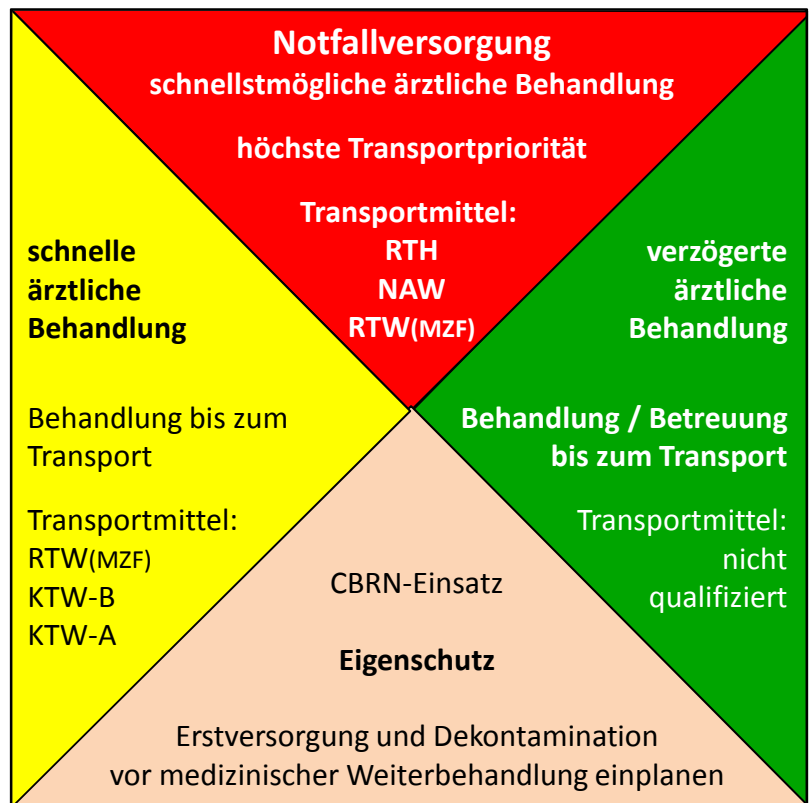 Notfallversorgung
schnellstmögliche ärztliche Behandlung
höchste Transportpriorität
Transportmittel:
RTH
NAW
RTW(MZF)
schnelle
ärztliche
Behandlung
Behandlung bis zum
Transport
Transportmittel:
RTW(MZF)
KTW-B
KTW-A
verzögerte
ärztliche
Behandlung
Behandlung / Betreuung
bis zum Transport
Transportmittel:
nicht
qualifiziert
CBRN-Einsatz
Eigenschutz
Erstversorgung und Dekontamination
vor medizinischer Weiterbehandlung einplanen